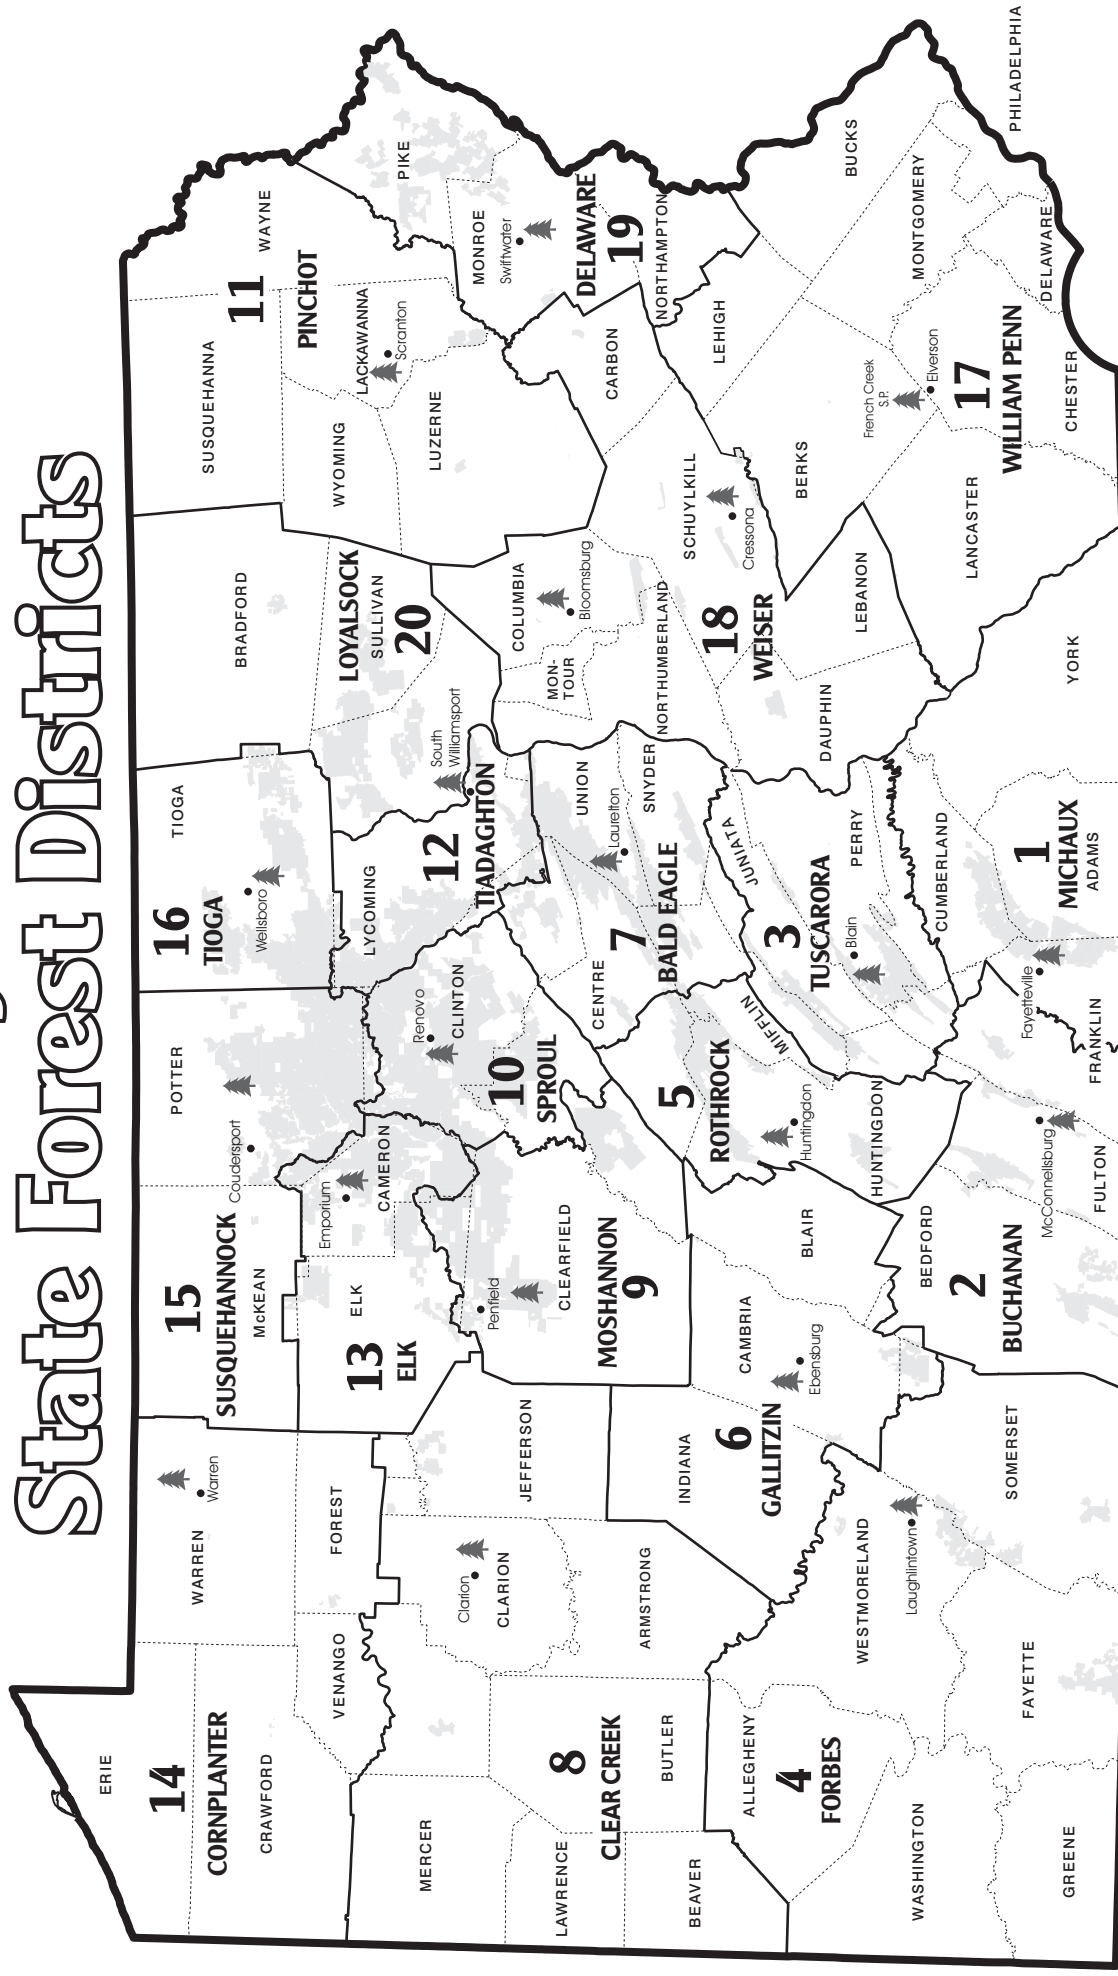 State Forest Districts
ERIE
14
CORNPLANTER
CRAWFORD
WARREN
Warren
FOREST
VENANGO
MERCER
LAWRENCE
8
CLEAR CREEK
BUTLER
BEAVER
Clarion
CLARION
JEFFERSON
ARMSTRONG
15
SUSQUEHANNOCK
McKEAN
POTTER
Coudersport
13
ELK
ELK
Emporium
CAMERON
Penfield
CLEARFIELD
MOSHANNON
9
16
TIOGA
TIOGA
Wellsboro
LYCOMING
12
TIADAGHTON
South
Williamsport
Renovo
CLINTON
10
SPROUL
CENTRE
BRADFORD
LOYALSOCK
SULLIVAN
20
SUSQUEHANNA
WAYNE
11
PINCHOT
WYOMING
LACKAWANNA
Scranton
LUZERNE
PIKE
MONROE
Swiftwater
DELAWARE
19
NORTHAMPTON
CARBON
LEHIGH
COLUMBIA
Bloomsburg
MON-
TOUR
NORTHUMBERLAND
SCHUYLKILL
Cressona
18
WEISER
LEBANON
DAUPHIN
UNION
SNYDER
Laurelton
7
BALD EAGLE
JUNIATA
MIFFLIN
3
TUSCARORA
PERRY
Blain
5
ROTHROCK
Huntingdon
HUNTINGDON
BLAIR
CAMBRIA
Ebensburg
6
GALLITZIN
INDIANA
ALLEGHENY
4
FORBES
WESTMORELAND
Laughlintown
WASHINGTON
GREENE
FAYETTE
SOMERSET
BEDFORD
2
BUCHANAN
McConnellsburg
FULTON
FRANKLIN
Fayetteville
CUMBERLAND
1
MICHAUX
ADAMS
YORK
LANCASTER
BERKS
French Creek
S.P.
Elverson
17
WILLIAM PENN
CHESTER
DELAWARE
MONTGOMERY
BUCKS
PHILADELPHIA